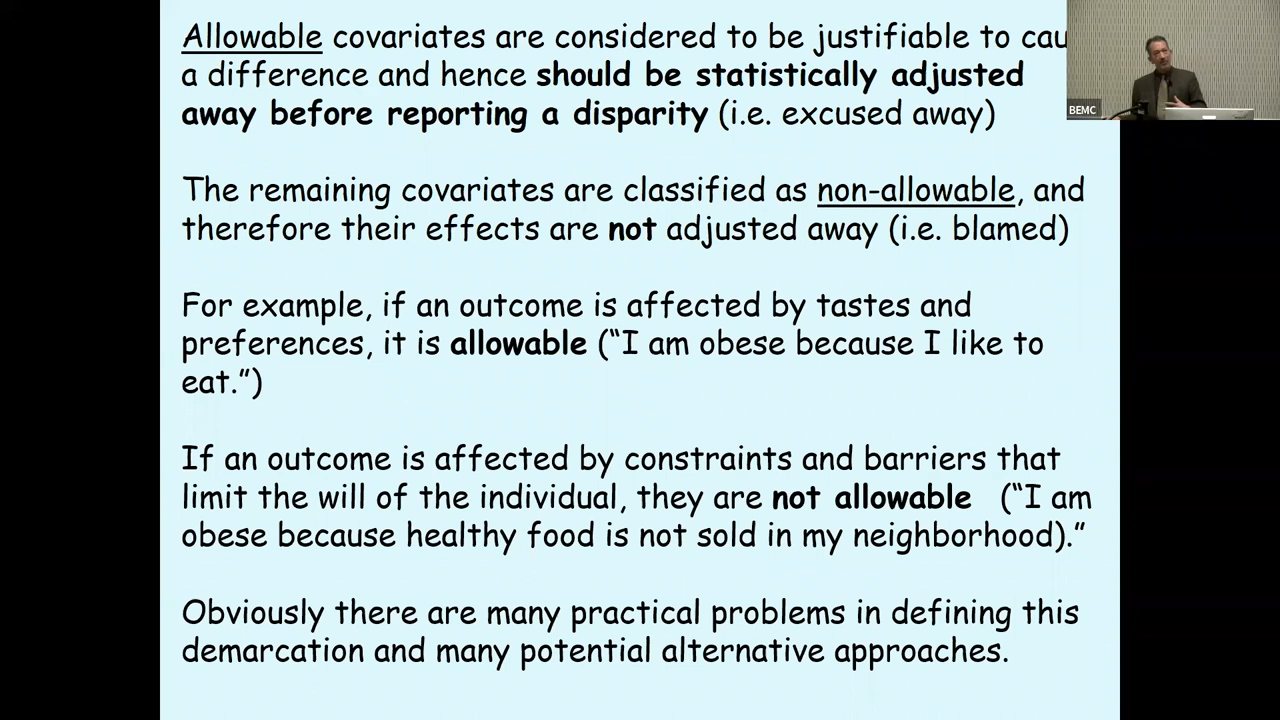 Allowable covariates are considered to be justifiable to cau
a difference and hence should be statistically adjusted
away before reporting a disparity (i.e. excused away)
The remaining covariates are classified as non-allowable, and
therefore their effects are not adjusted away (i.e. blamed)
For example, if an outcome is affected by tastes and
preferences, it is allowable (“I am obese because I like to
eat.”)
If an outcome is affected by constraints and barriers that
limit the will of the individual, they are not allowable (“I am
obese because healthy food is not sold in my neighborhood).”
Obviously there are many practical problems in defining this
demarcation and many potential alternative approaches.
BEMC